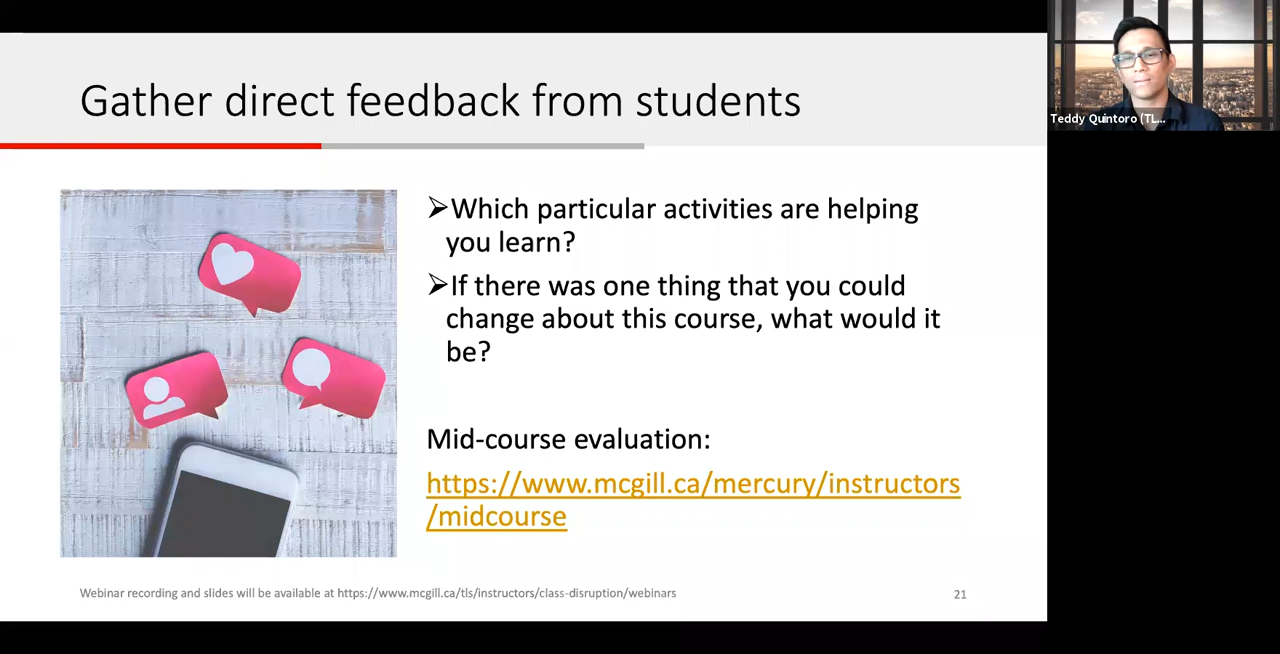 Gather direct feedback from students
Teddy Quintoro (TL...
➢Which particular activities are helping
you learn?
➢If there was one thing that you could
change about this course, what would it
be?
Mid-course evaluation:
https://www.mcgill.ca/mercury/instructors
/midcourse
Webinar recording and slides will be available at https://www.mcgill.ca/tls/instructors/class-disruption/webinars
21